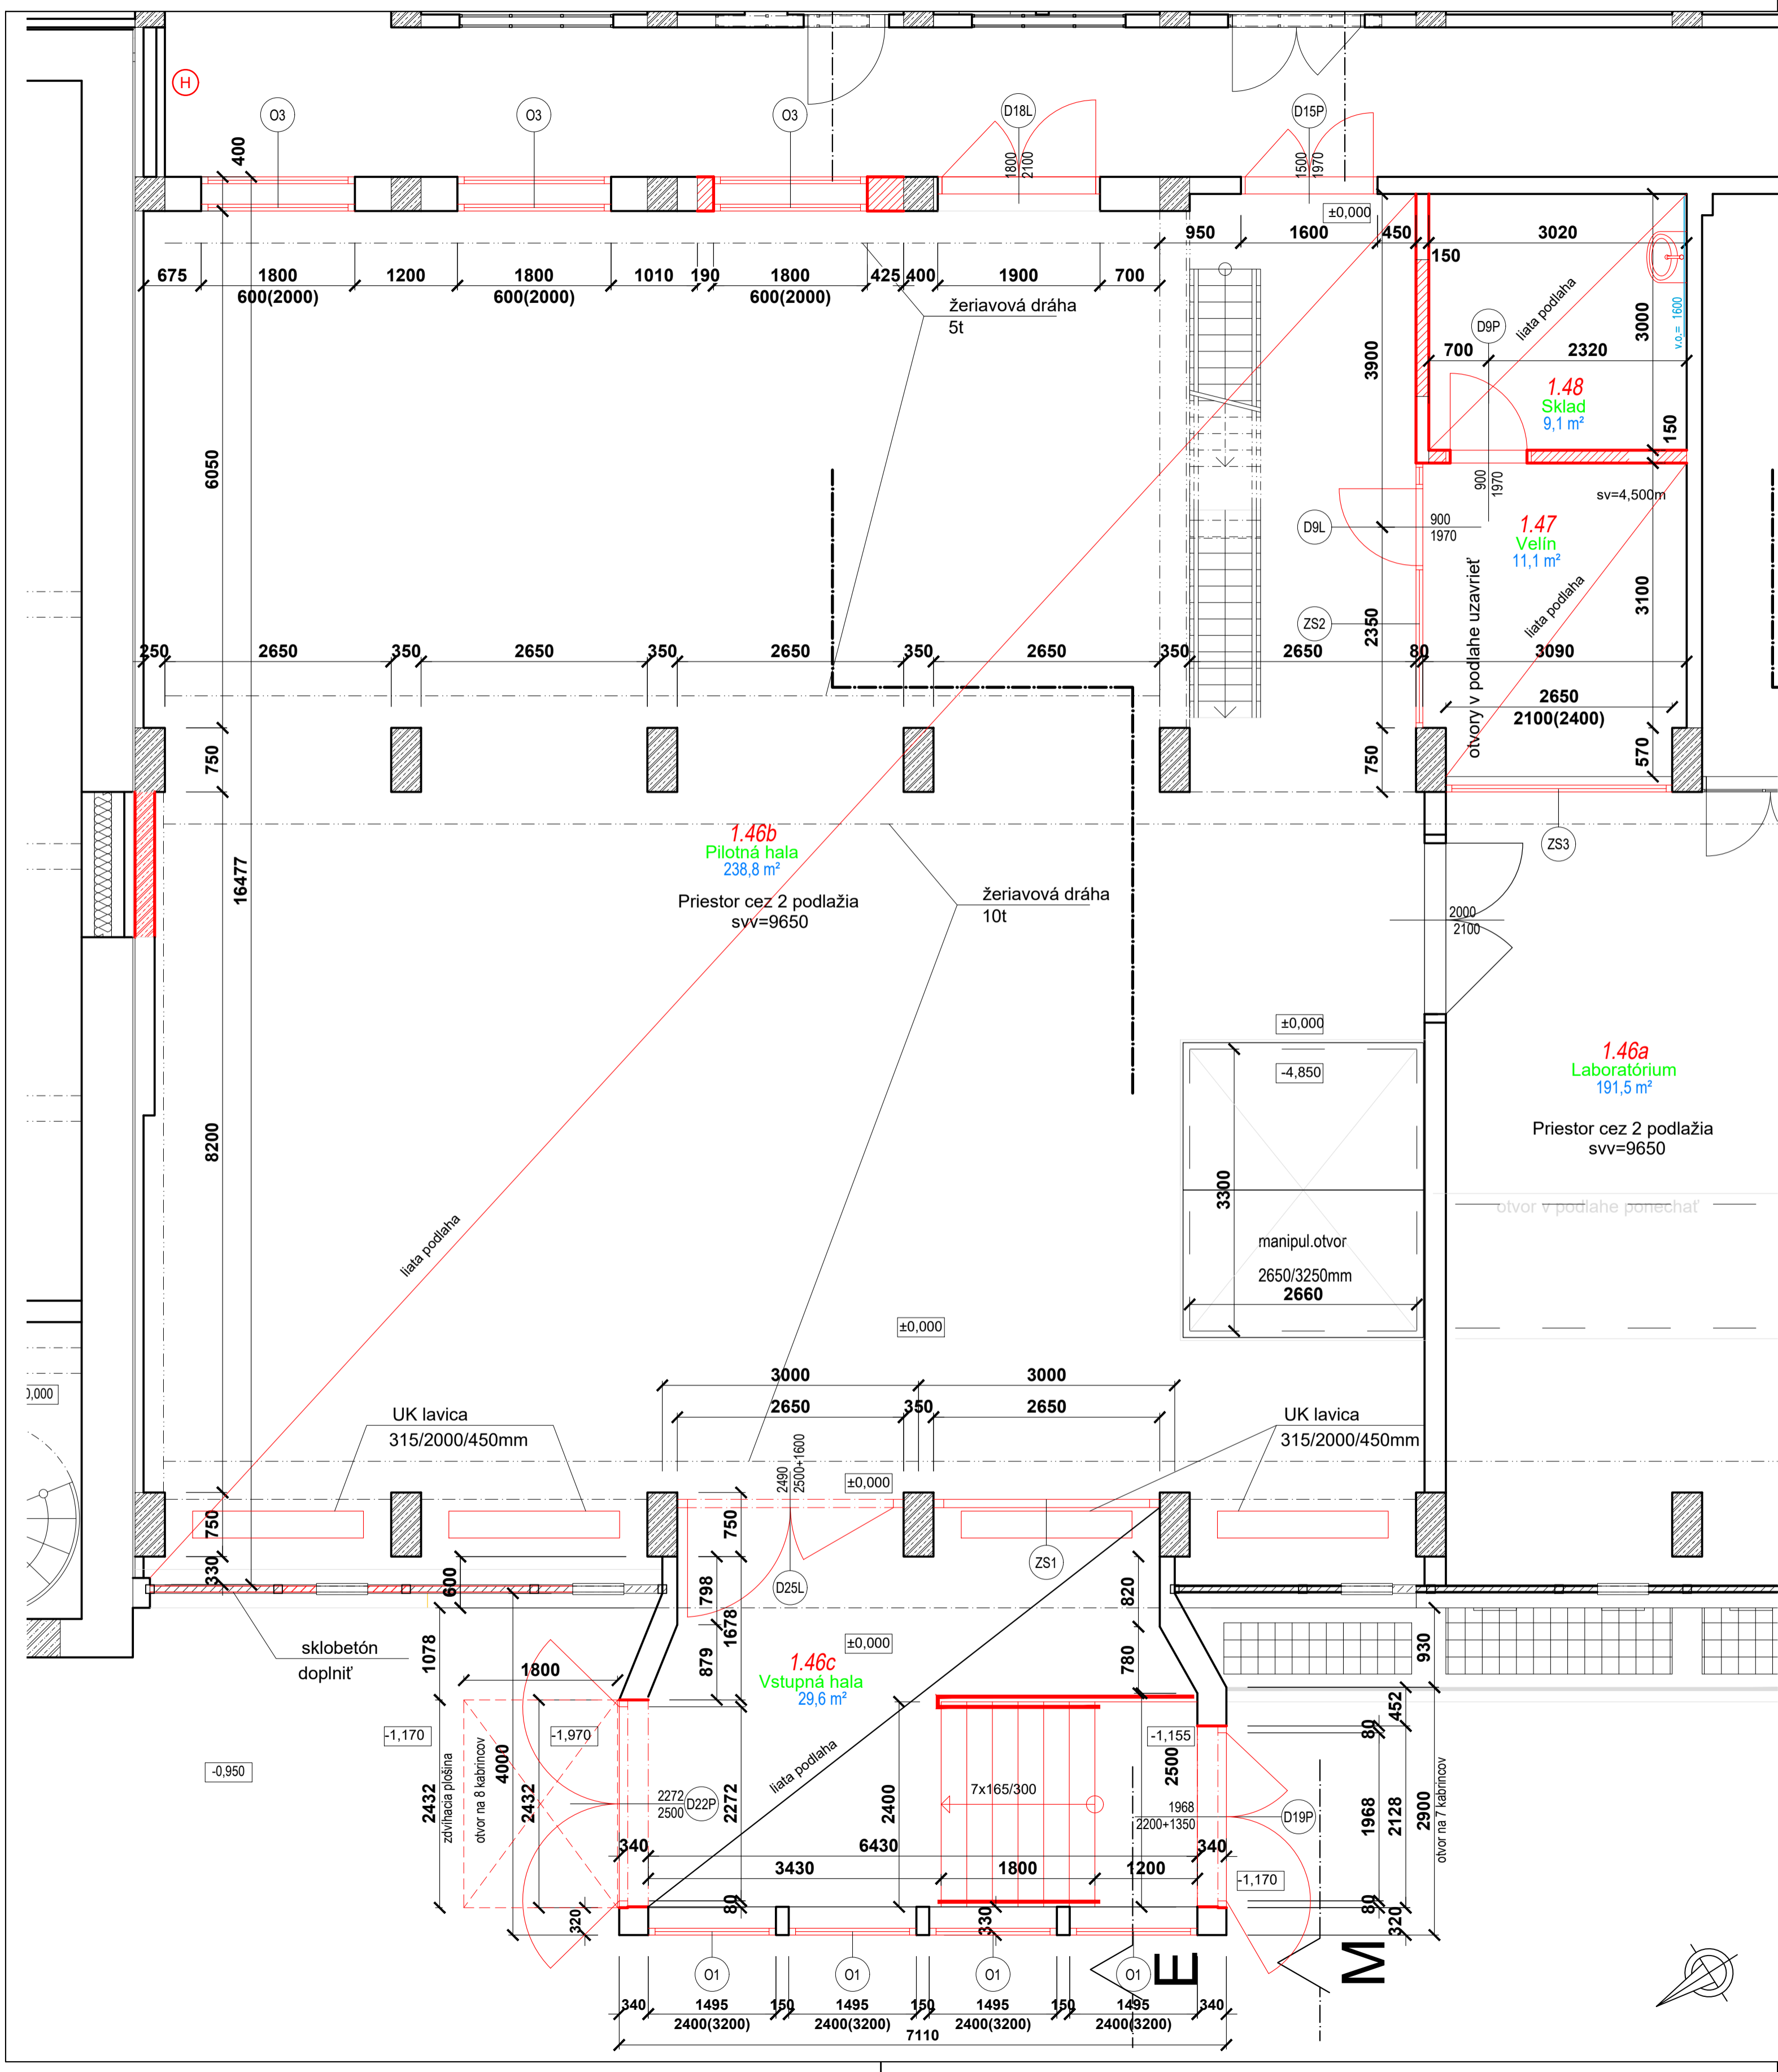 H
O3
O3
O3
D18L
D15P
1800
2100
1500
1970
400
±0,000
950
1600
450
3020
150
675
1800
1200
1800
1010
190
1800
425
400
1900
700
600(2000)
600(2000)
600(2000)
žeriavová dráha
5t
liata podlaha
3000
v.o.= 1600
D9P
700
2320
3900
1.48
Sklad
9,1 m²
150
6050
900
1970
sv=4,500m
D9L
900
1970
1.47
Velín
11,1 m²
otvory v podlahe uzavrieť
liata podlaha
3100
ZS2
2350
250
2650
350
2650
350
2650
350
2650
350
2650
80
3090
2650
2100(2400)
750
750
570
ZS3
1.46b
Pilotná hala
238,8 m²
Priestor cez 2 podlažia
svv=9650
žeriavová dráha
10t
16477
2000
2100
±0,000
-4,850
1.46a
Laboratórium
191,5 m²
Priestor cez 2 podlažia
svv=9650
8200
3300
otvor v podlahe ponechať
manipul.otvor
2650/3250mm
2660
liata podlaha
±0,000
3000
3000
0,000
2650
350
2650
UK lavica
315/2000/450mm
UK lavica
315/2000/450mm
2490
2500+1600
±0,000
750
330
600
750
798
1678
879
D25L
ZS1
820
780
sklobetón
doplniť
1078
1800
±0,000
1.46c
Vstupná hala
29,6 m²
930
452
-1,170
-1,970
-1,155
-0,950
zdvíhacia plošina
otvor na 8 kabrincov
2432
4000
2432
2272
2500
D22P
2272
liata podlaha
2400
7x165/300
2500
1968
2200+1350
D19P
80
1968
2128
2900
otvor na 7 kabrincov
340
6430
340
3430
1800
1200
-1,170
80
320
330
80
320
E
M
O1
O1
O1
O1
340
1495
150
1495
150
1495
150
1495
340
2400(3200)
2400(3200)
2400(3200)
2400(3200)
7110